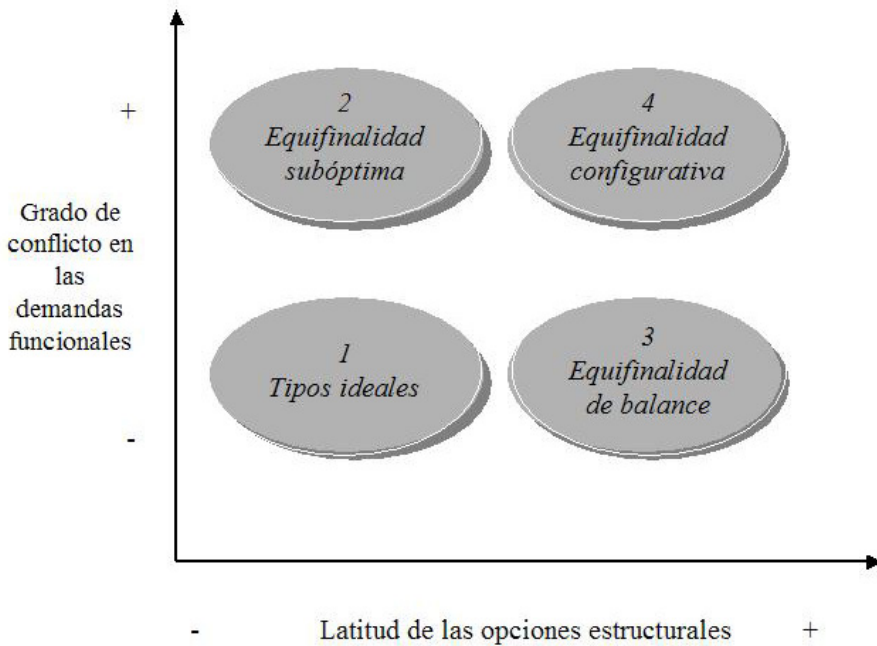 +
Grado de
conflicto en
las
demandas
funcionales
-
2
Equifinalidad
subóptima
4
Equifinalidad
configurativa
1
Tipos ideales
3
Equifinalidad
de balance
- Latitud de las opciones estructurales +